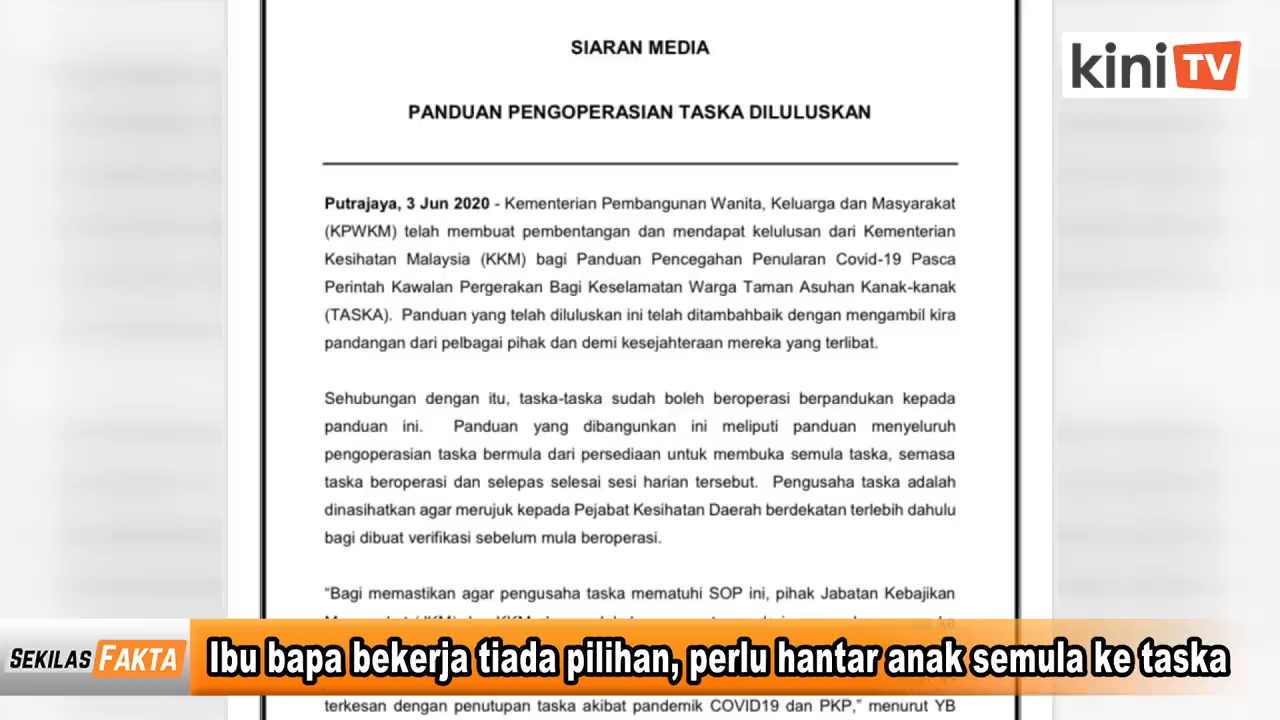 SIARAN MEDIA
kini TV
PANDUAN PENGOPERASIAN TASKA DILULUSKAN
Putrajaya, 3 Jun 2020 - Kementerian Pembangunan Wanita, Keluarga dan Masyarakat
(KPWKM) telah membuat pembentangan dan mendapat kelulusan dari Kementerian
Kesihatan Malaysia (KKM) bagi Panduan Pencegahan Penularan Covid-19 Pasca
Perintah Kawalan Pergerakan Bagi Keselamatan Warga Taman Asuhan Kanak-kanak
(TASKA). Panduan yang telah diluluskan ini telah ditambahbaik dengan mengambil kira
pandangan dari pelbagai pihak dan demi kesejahteraan mereka yang terlibat.
Sehubungan dengan itu, taska-taska sudah boleh beroperasi berpandukan kepada
panduan ini. Panduan yang dibangunkan ini meliputi panduan menyeluruh
pengoperasian taska bermula dari persediaan untuk membuka semula taska, semasa
taska beroperasi dan selepas selesai sesi harian tersebut. Pengusaha taska adalah
dinasihatkan agar merujuk kepada Pejabat Kesihatan Daerah berdekatan terlebih dahulu
bagi dibuat verifikasi sebelum mula beroperasi.
“Bagi memastikan agar pengusaha taska mematuhi SOP ini, pihak Jabatan Kebajikan
SEKILAS FAKTA
Ibu bapa bekerja tiada pilihan, perlu hantar anak semula ke taska
terkesan dengan penutupan taska akibat pandemik COVID19 dan PKP,” menurut YB